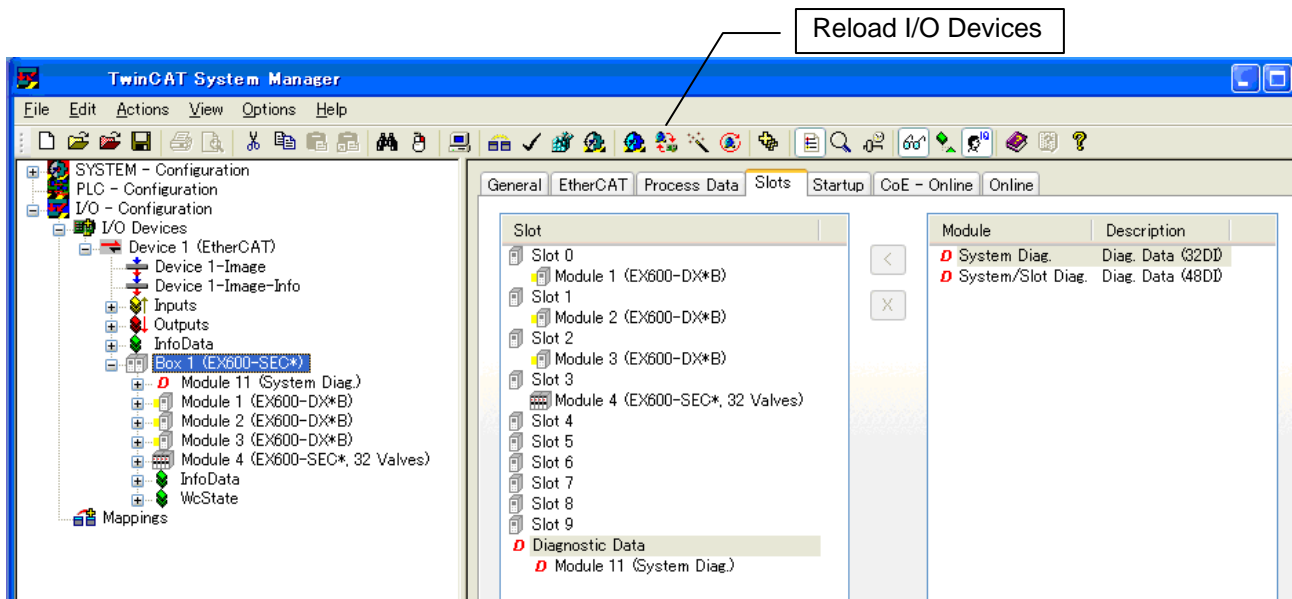 Reload I/O Devices
TwinCAT System Manager
File Edit Actions View Options Help
SYSTEM - Configuration
PLC - Configuration
I/O - Configuration
I/O Devices
Device 1 (EtherCAT)
Device 1-Image
Device 1-Image-Info
Inputs
Outputs
InfoData
Box 1 (EX600-SEC*)
D Module 11 (System Diag.)
Module 1 (EX600-DX*B)
Module 2 (EX600-DX*B)
Module 3 (EX600-DX*B)
Module 4 (EX600-SEC*, 32 Valves)
InfoData
WcState
Mappings
General EtherCAT Process Data Slots Startup CoE - Online Online
Slot
Slot 0
Module 1 (EX600-DX*B)
Slot 1
Module 2 (EX600-DX*B)
Slot 2
Module 3 (EX600-DX*B)
Slot 3
Module 4 (EX600-SEC*, 32 Valves)
Slot 4
Slot 5
Slot 6
Slot 7
Slot 8
Slot 9
D Diagnostic Data
D Module 11 (System Diag.)
<
X
Module Description
D System Diag. Diag. Data (32DI)
D System/Slot Diag. Diag. Data (48DI)